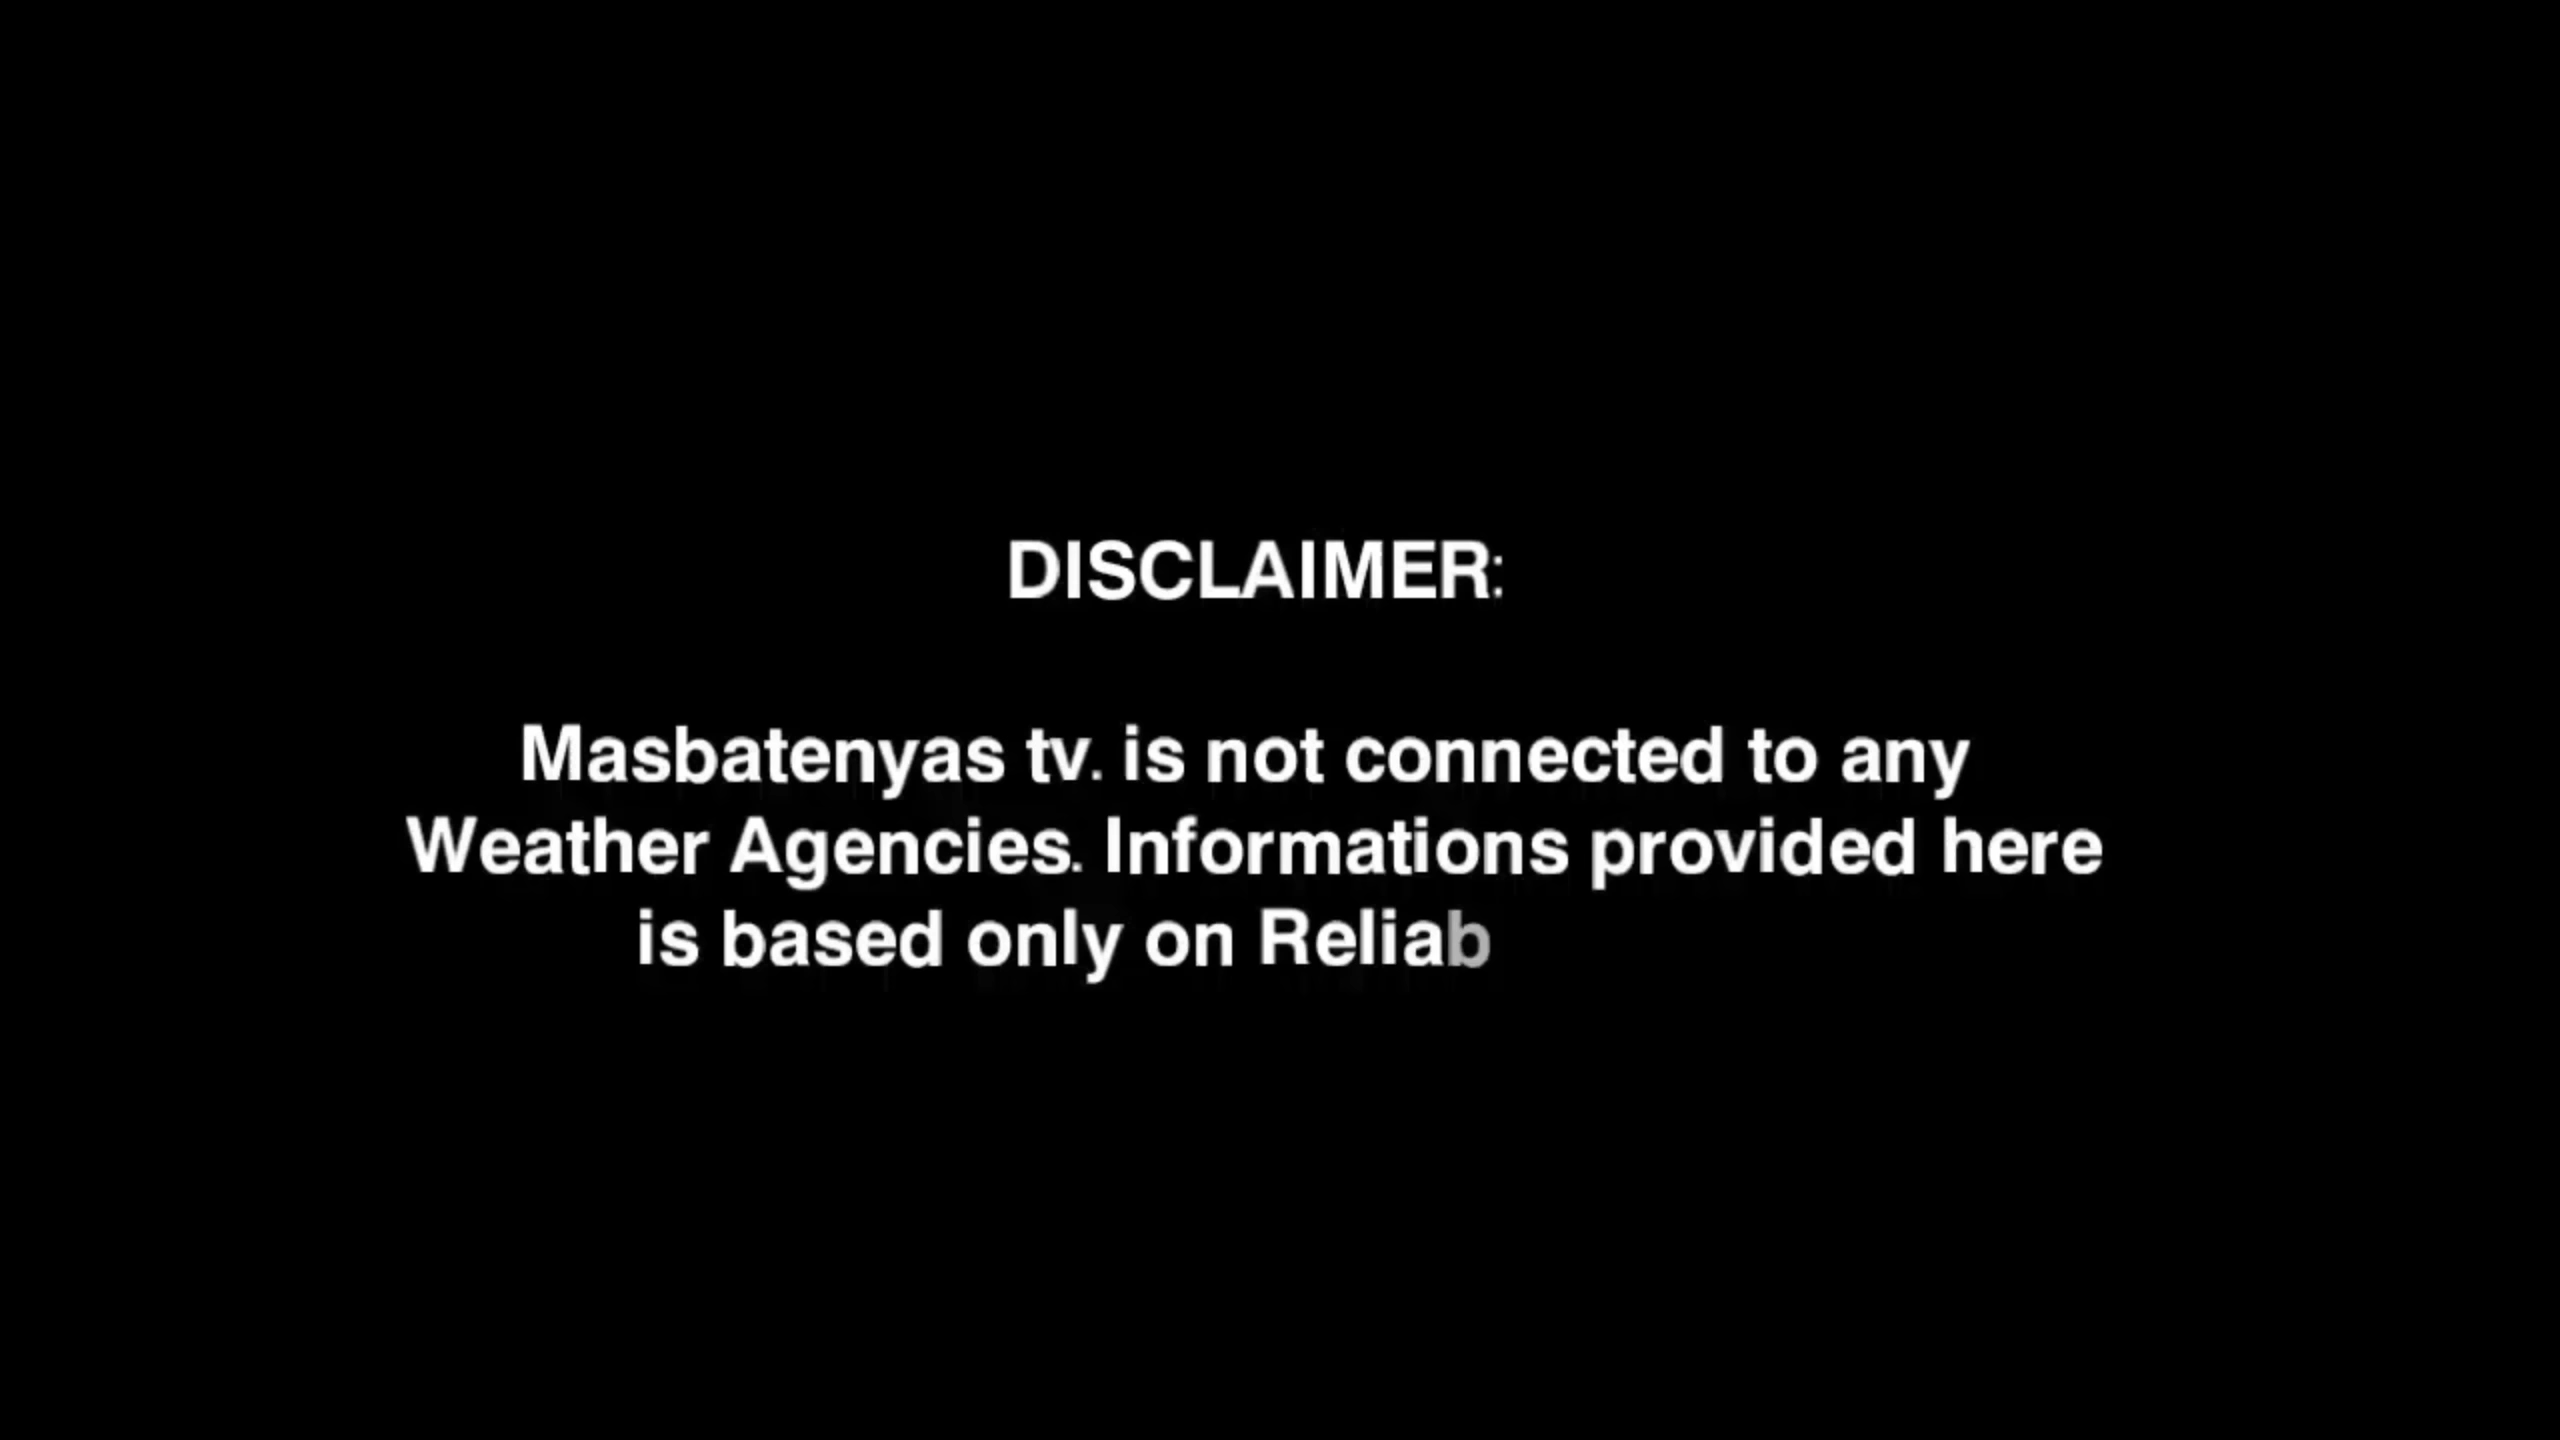 DISCLAIMER:
Masbatenyas tv. is not connected to any
Weather Agencies. Informations provided here
is based only on Reliab